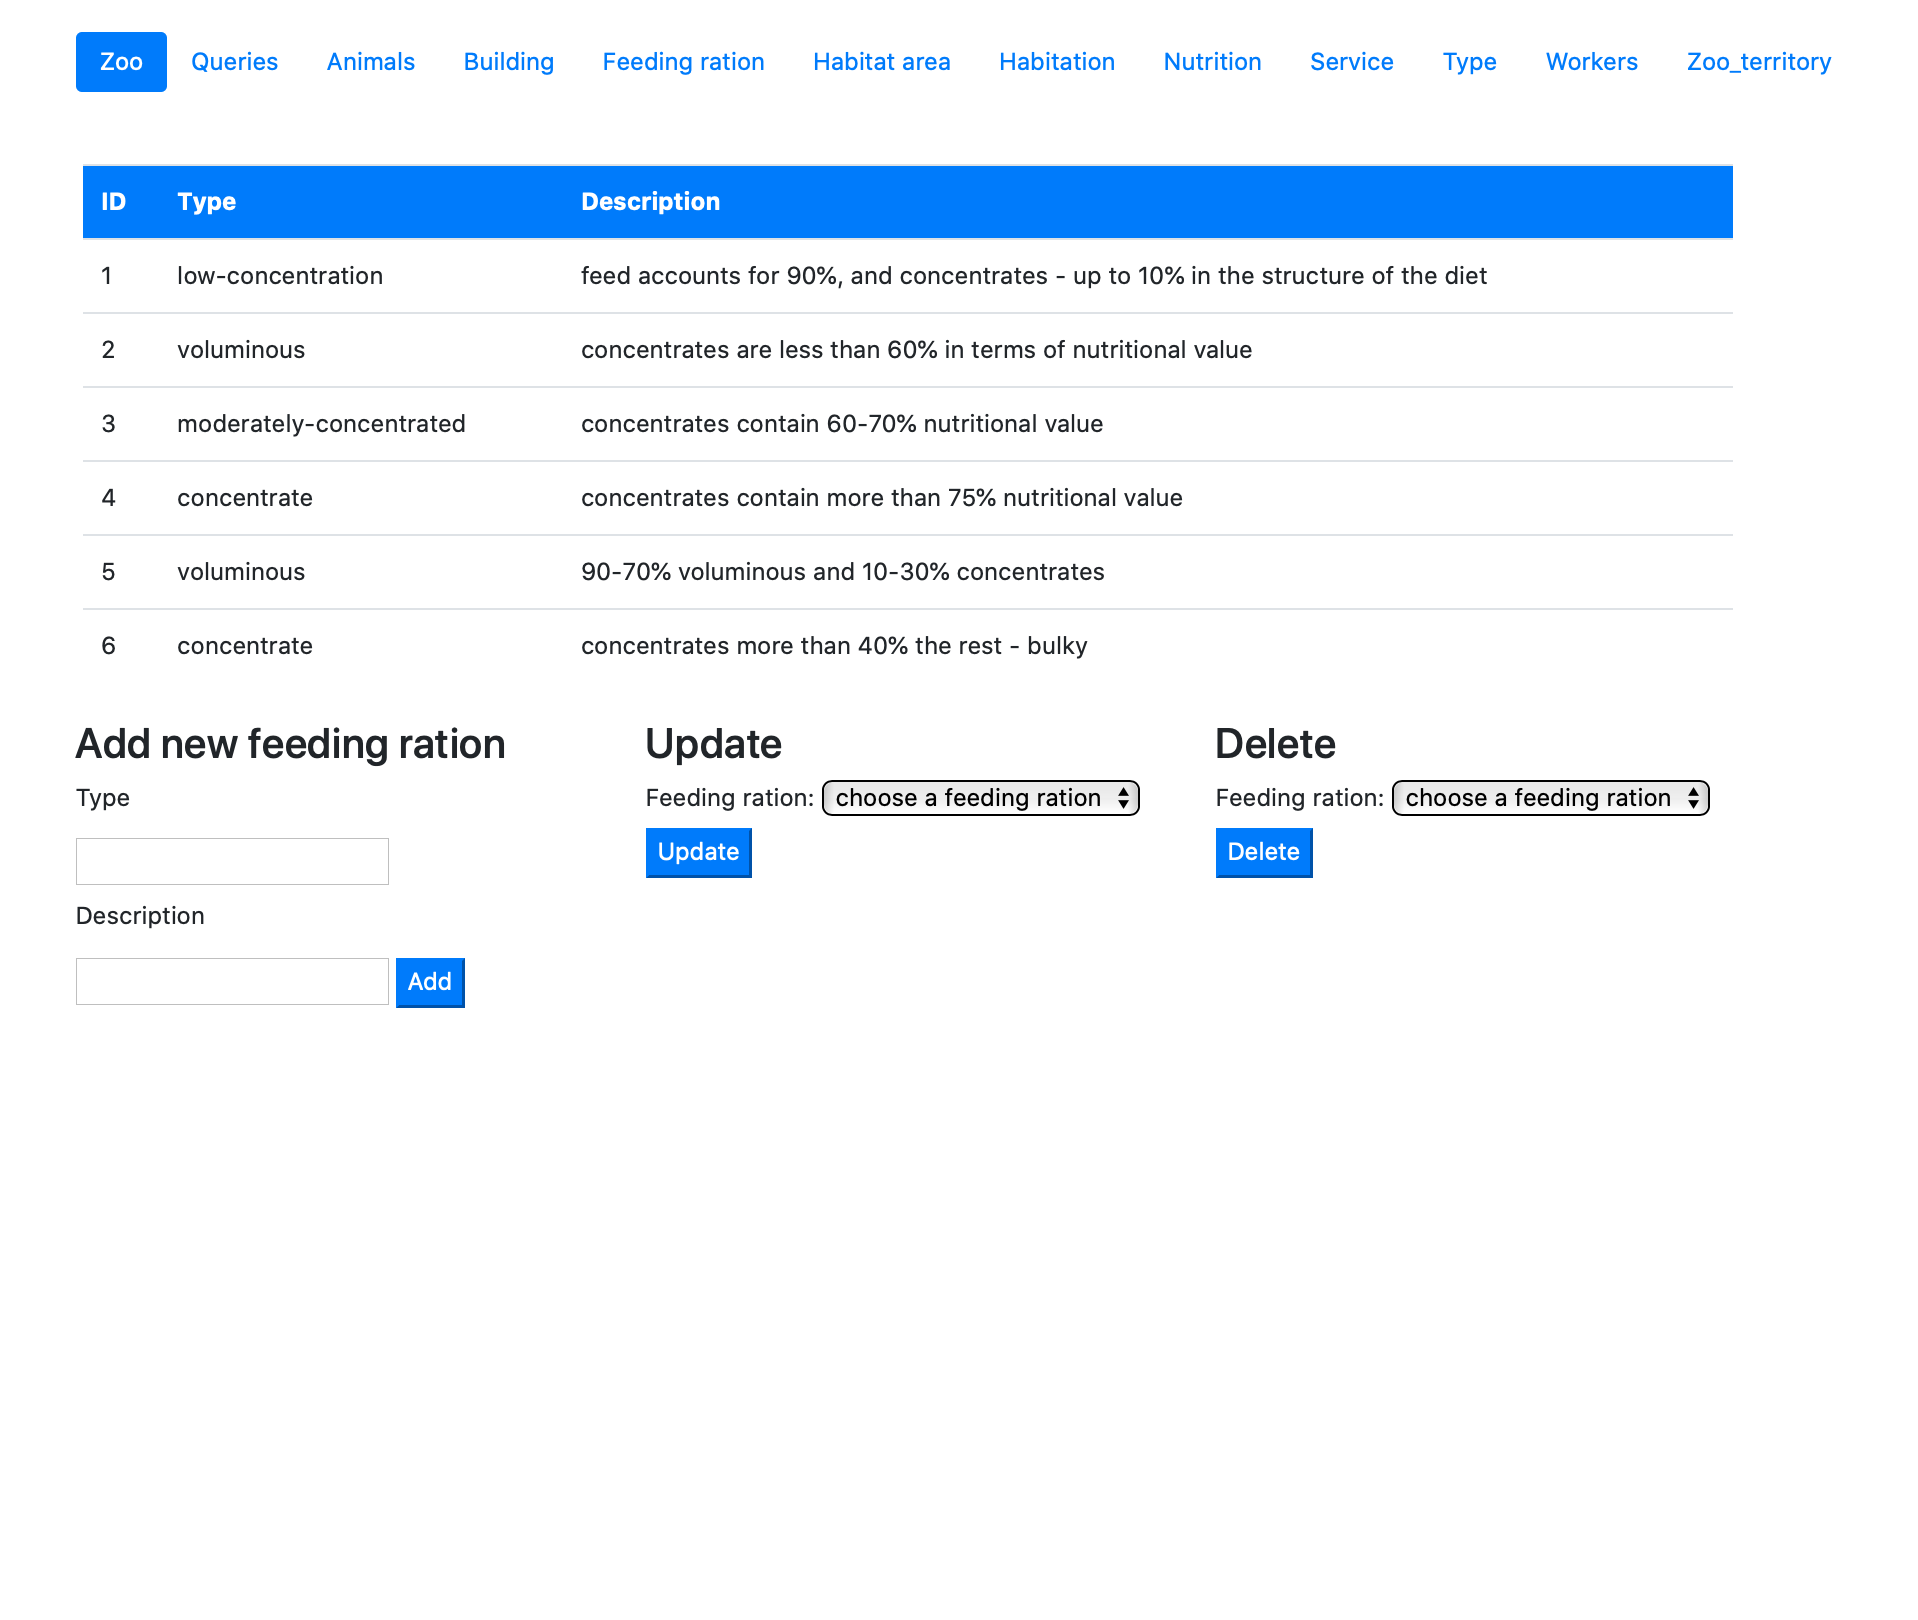 Zoo Queries Animals Building Feeding ration Habitat area Habitation Nutrition Service Type Workers Zoo_territory
ID Type Description
1 low-concentration feed accounts for 90%, and concentrates - up to 10% in the structure of the diet
2 voluminous concentrates are less than 60% in terms of nutritional value
3 moderately-concentrated concentrates contain 60-70% nutritional value
4 concentrate concentrates contain more than 75% nutritional value
5 voluminous 90-70% voluminous and 10-30% concentrates
6 concentrate concentrates more than 40% the rest - bulky
Add new feeding ration
Type
Description
Add
Update
Feeding ration: choose a feeding ration
Update
Delete
Feeding ration: choose a feeding ration
Delete